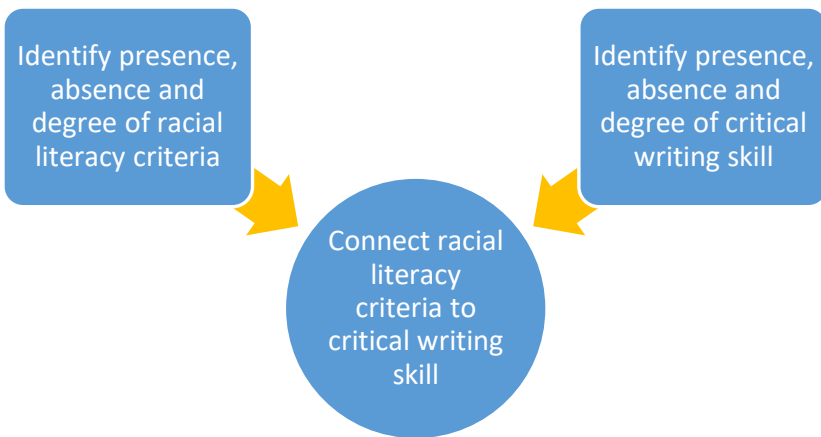 Identify presence,
absence and
degree of racial
literacy criteria
Identify presence,
absence and
degree of critical
writing skill
Connect racial
literacy
criteria to
critical writing
skill